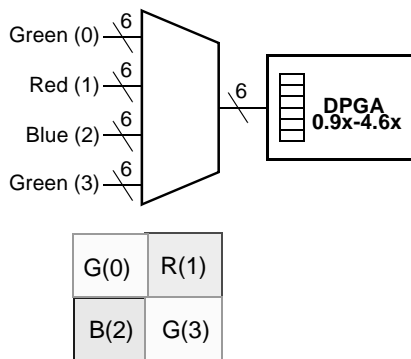 Green (0)
6
Red (1)
6
Blue (2)
6
Green (3)
6
6
DPGA
0.9x-4.6x
G(0)
R(1)
B(2)
G(3)